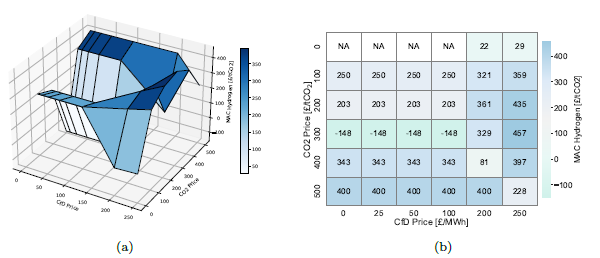 400
300
200
100
0
−100
MAC Hydrogen [£/tCO2]
350
300
250
200
150
100
50
0
50
100
150
200
250
CfD Price
0
100
200
300
400
500
CO2 Price
(a)
CO2 Price [£/tCO2]
0 NA NA NA NA 22 29
100 250 250 250 250 321 359
200 203 203 203 203 361 435
300 -148 -148 -148 -148 329 457
400 343 343 343 343 81 397
500 400 400 400 400 400 228
0 25 50 100 200 250
CfD Price [£/MWh]
400
300
200
100
0
−100
MAC Hydrogen [£/tCO2]
(b)